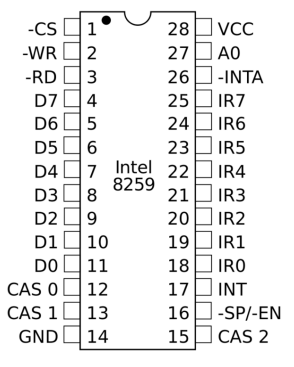 -CS 1 28 VCC
-WR 2 27 A0
-RD 3 26 -INTA
D7 4 25 IR7
D6 5 24 IR6
D5 6 23 IR5
D4 7 Intel 22 IR4
D3 8 8259 21 IR3
D2 9 20 IR2
D1 10 19 IR1
D0 11 18 IR0
CAS 0 12 17 INT
CAS 1 13 16 -SP/-EN
GND 14 15 CAS 2